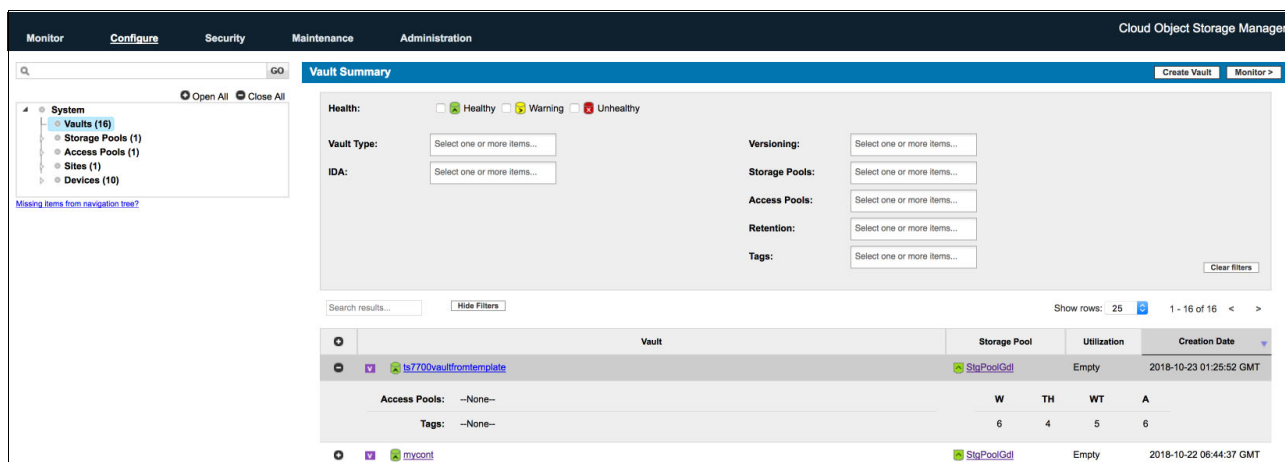 Cloud Object Storage Manager
Monitor Configure Security Maintenance Administration
GO
Open All Close All
System
Vaults (16)
Storage Pools (1)
Access Pools (1)
Sites (1)
Devices (10)
Missing items from navigation tree?
Vault Summary Create Vault Monitor >
Health: Healthy Warning Unhealthy
Vault Type: Select one or more items... Versioning: Select one or more items...
IDA: Select one or more items... Storage Pools: Select one or more items...
Access Pools: Select one or more items...
Retention: Select one or more items...
Tags: Select one or more items...
Clear filters
Search results... Hide Filters Show rows: 25 1 - 16 of 16 < >
Vault Storage Pool Utilization Creation Date
V ts7700vaultfromtemplate StgPoolGdl Empty 2018-10-23 01:25:52 GMT
Access Pools: --None-- W TH WT A
Tags: --None-- 6 4 5 6
V mycont StgPoolGdl Empty 2018-10-22 06:44:37 GMT